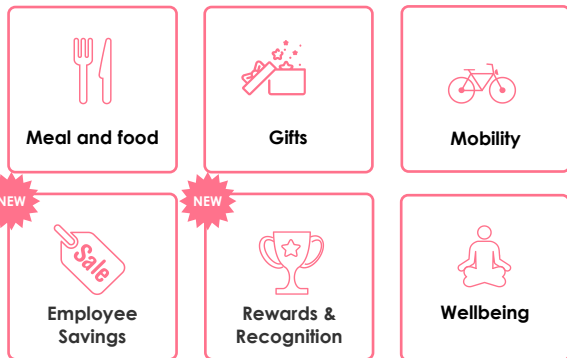 Meal and food
Gifts
Mobility
NEW
NEW
Sale
Employee
Savings
Rewards &
Recognition
Wellbeing